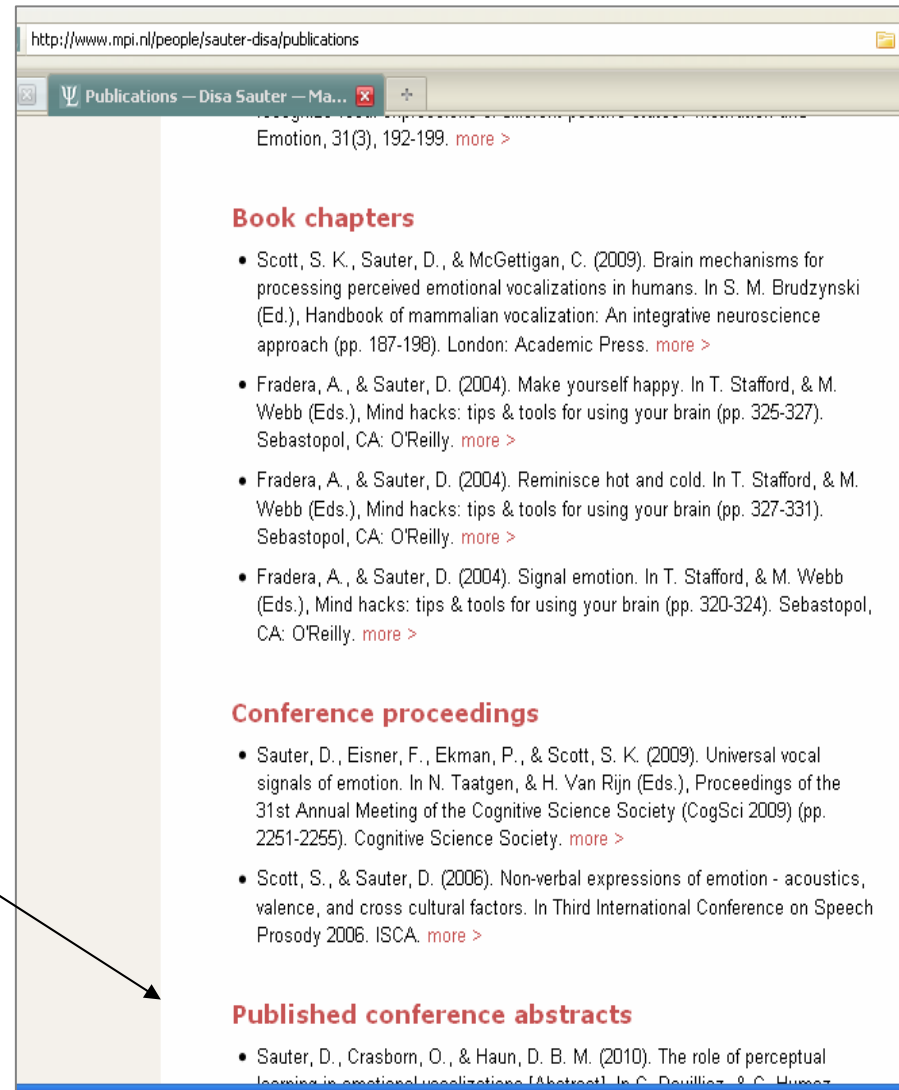 http://www.mpi.nl/people/sauter-disa/publications
Publications — Disa Sauter — Ma...
Emotion, 31(3), 192-199. more >
Book chapters
• Scott, S. K., Sauter, D., & McGettigan, C. (2009). Brain mechanisms for
processing perceived emotional vocalizations in humans. In S. M. Brudzynski
(Ed.), Handbook of mammalian vocalization: An integrative neuroscience
approach (pp. 187-198). London: Academic Press. more >
• Fradera, A., & Sauter, D. (2004). Make yourself happy. In T. Stafford, & M.
Webb (Eds.), Mind hacks: tips & tools for using your brain (pp. 325-327).
Sebastopol, CA: O'Reilly. more >
• Fradera, A., & Sauter, D. (2004). Reminisce hot and cold. In T. Stafford, & M.
Webb (Eds.), Mind hacks: tips & tools for using your brain (pp. 327-331).
Sebastopol, CA: O'Reilly. more >
• Fradera, A., & Sauter, D. (2004). Signal emotion. In T. Stafford, & M. Webb
(Eds.), Mind hacks: tips & tools for using your brain (pp. 320-324). Sebastopol,
CA: O'Reilly. more >
Conference proceedings
• Sauter, D., Eisner, F., Ekman, P., & Scott, S. K. (2009). Universal vocal
signals of emotion. In N. Taatgen, & H. Van Rijn (Eds.), Proceedings of the
31st Annual Meeting of the Cognitive Science Society (CogSci 2009) (pp.
2251-2255). Cognitive Science Society. more >
• Scott, S., & Sauter, D. (2006). Non-verbal expressions of emotion - acoustics,
valence, and cross cultural factors. In Third International Conference on Speech
Prosody 2006. ISCA. more >
Published conference abstracts
• Sauter, D., Crasborn, O., & Haun, D. B. M. (2010). The role of perceptual
learning in emotional vocalizations [Abstract]. In C. Douilliez, & C. Humez